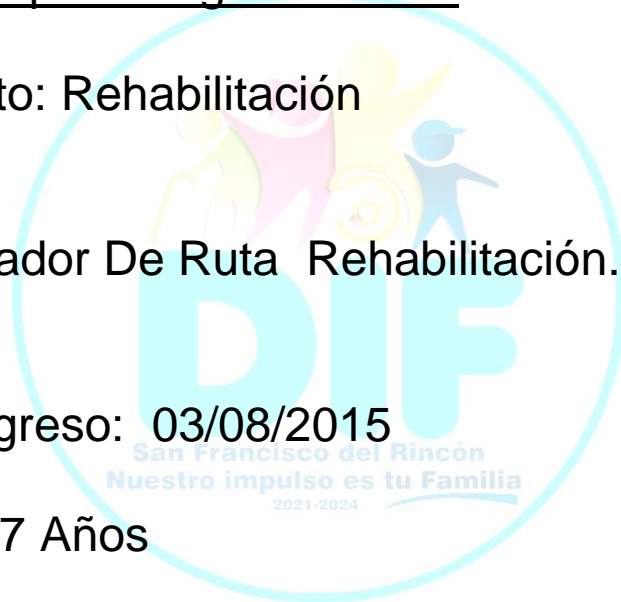 to: Rehabilitación
ador De Ruta Rehabilitación.
DIF
greso: 03/08/2015
San Francisco del Rincón
Nuestro impulso es tu Familia
2021-2024
7 Años